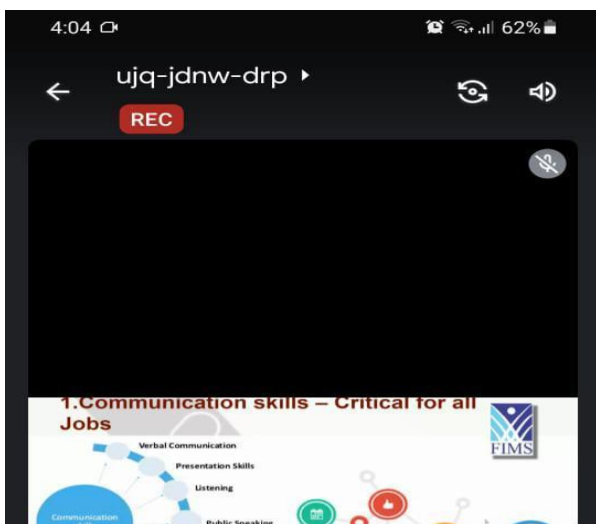 4:04 62%
ujq-jdnw-drp
REC
1.Communication skills – Critical for all
Jobs
FIMS
Verbal Communication
Presentation Skills
Listening
Communication
Public Speaking